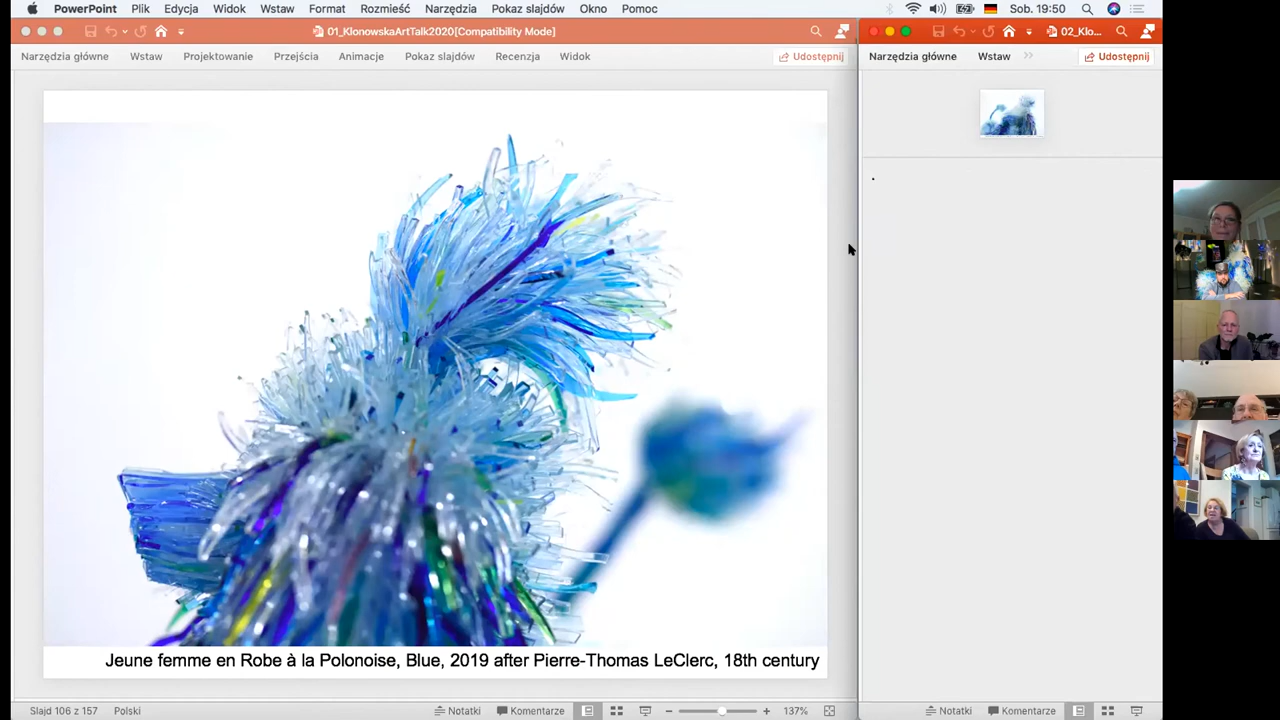 PowerPoint Plik Edycja Widok Wstaw Format Rozmieść Narzędzia Pokaz slajdów Okno Pomoc Sob. 19:50
01_KlonowskaArtTalk2020[Compatibility Mode]
02_Klo...
Narzędzia główne Wstaw Projektowanie Przejścia Animacje Pokaz slajdów Recenzja Widok Udostępnij
Narzędzia główne Wstaw Udostępnij
Jeune femme en Robe à la Polonoise, Blue, 2019 after Pierre-Thomas LeClerc, 18th century
Slajd 106 z 157 Polski Notatki Komentarze 137%
Notatki Komentarze